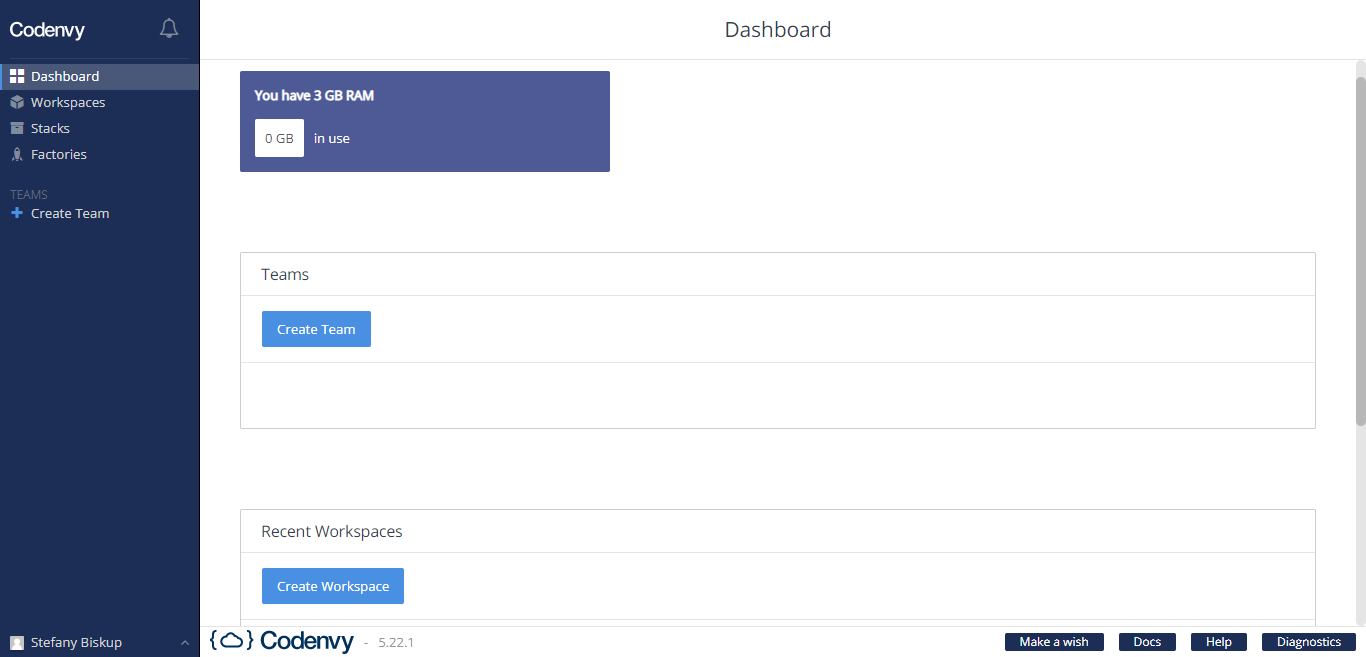 Codenvy
Dashboard
Workspaces
Stacks
Factories
TEAMS
Create Team
Stefany Biskup
Dashboard
You have 3 GB RAM
0 GB in use
Teams
Create Team
Recent Workspaces
Create Workspace
Codenvy - 5.22.1
Make a wish Docs Help Diagnostics